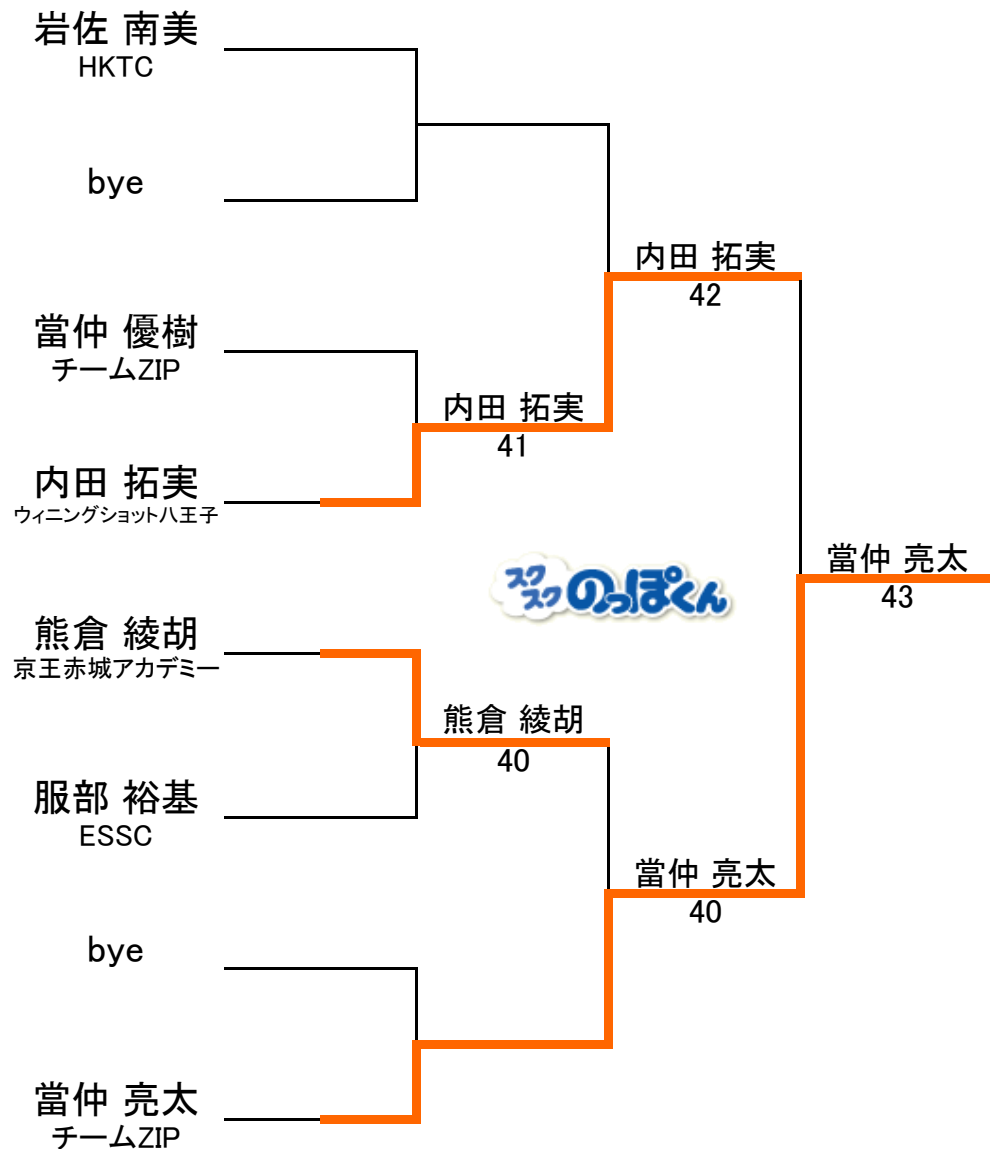 岩佐 南美
HKTC
bye
内田 拓実
42
當仲 優樹
チームZIP
内田 拓実
41
内田 拓実
ウィニングショット八王子
スク
スク
のっぽくん
當仲 亮太
43
熊倉 綾胡
京王赤城アカデミー
熊倉 綾胡
40
服部 裕基
ESSC
當仲 亮太
40
bye
當仲 亮太
チームZIP